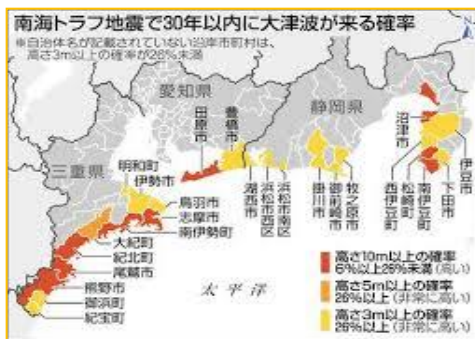 南海トラフ地震で30年以内に大津波が来る確率
※自治体名が記載されていない沿岸市町村は、
高さ3m以上の確率が26%未満
愛知県
静岡県
三重県
田原市
豊橋市
湖西市
浜松市西区
浜松市南区
掛川市
御前崎市
牧之原市
沼津市
西伊豆町
松崎町
南伊豆町
下田市
伊豆市
明和町
伊勢市
鳥羽市
志摩市
南伊勢町
大紀町
紀北町
尾鷲市
熊野市
御浜町
紀宝町
太平洋
高さ10m以上の確率
6%以上26%未満(高い)
高さ5m以上の確率
26%以上(非常に高い)
高さ3m以上の確率
26%以上(非常に高い)